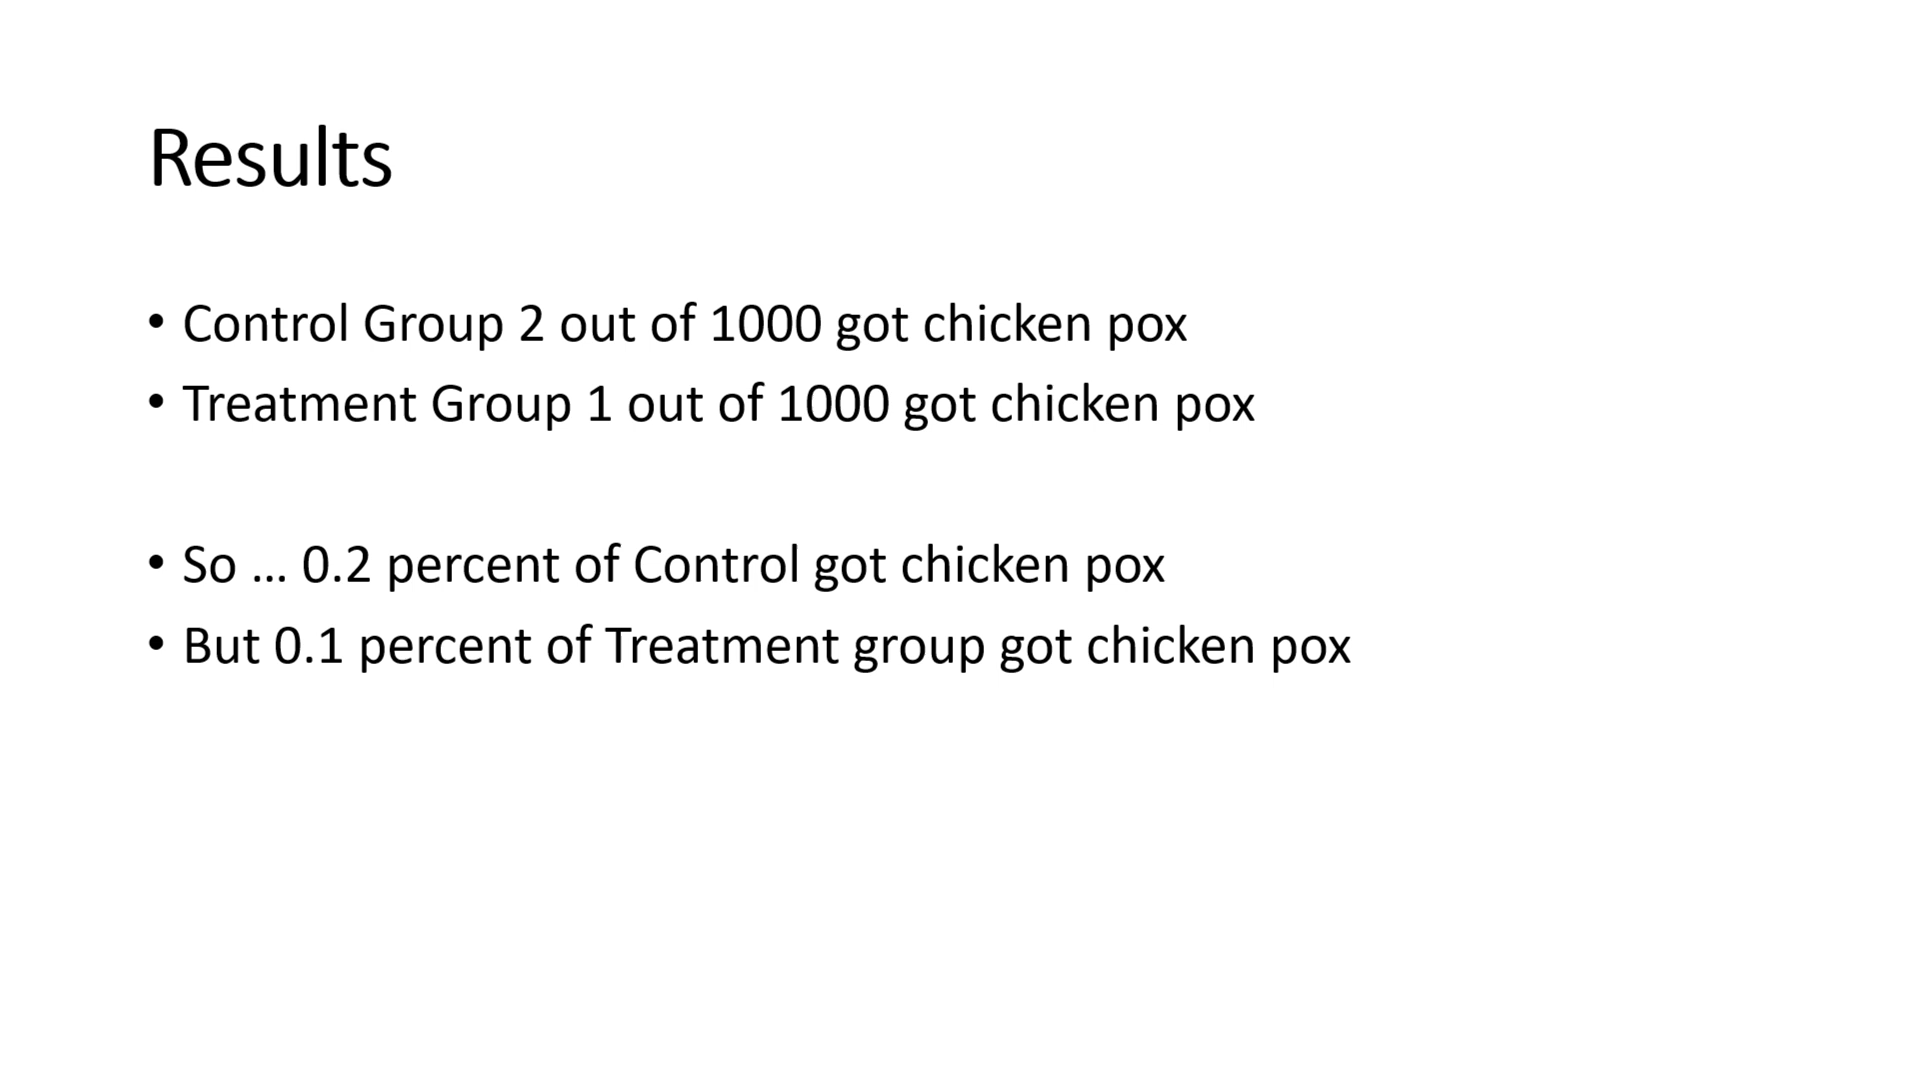 Results
• Control Group 2 out of 1000 got chicken pox
• Treatment Group 1 out of 1000 got chicken pox
• So … 0.2 percent of Control got chicken pox
• But 0.1 percent of Treatment group got chicken pox